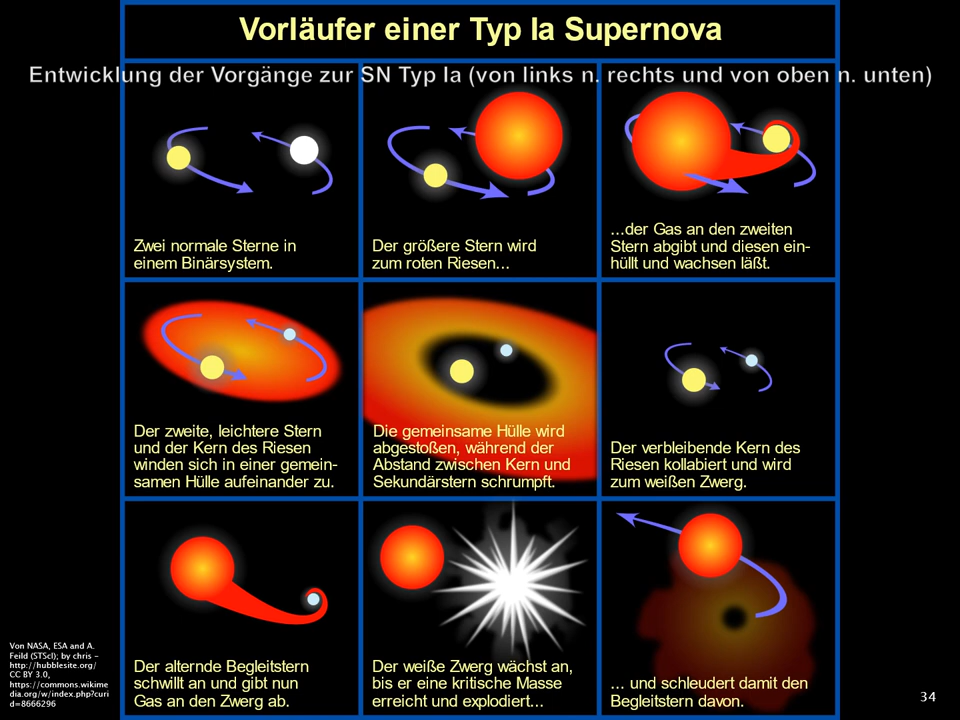 Vorläufer einer Typ Ia Supernova
Entwicklung der Vorgänge zur SN Typ Ia (von links n. rechts und von oben n. unten)
Zwei normale Sterne in
einem Binärsystem.
Der größere Stern wird
zum roten Riesen...
...der Gas an den zweiten
Stern abgibt und diesen ein-
hüllt und wachsen läßt.
Der zweite, leichtere Stern
und der Kern des Riesen
winden sich in einer gemein-
samen Hülle aufeinander zu.
Die gemeinsame Hülle wird
abgestoßen, während der
Abstand zwischen Kern und
Sekundärstern schrumpft.
Der verbleibende Kern des
Riesen kollabiert und wird
zum weißen Zwerg.
Der alternde Begleitstern
schwillt an und gibt nun
Gas an den Zwerg ab.
Der weiße Zwerg wächst an,
bis er eine kritische Masse
erreicht und explodiert...
... und schleudert damit den
Begleitstern davon.
Von NASA, ESA and A.
Feild (STScI); by chris –
http://hubblesite.org/
CC BY 3.0,
https://commons.wikime
dia.org/w/index.php?curi
d=8666296
34